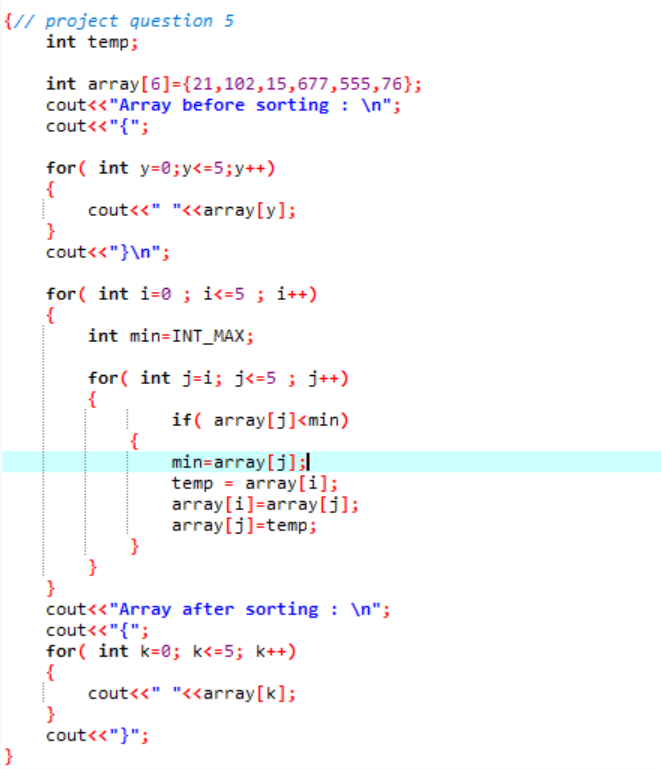 {// project question 5
int temp;
int array[6]={21,102,15,677,555,76};
cout<<"Array before sorting : \n";
cout<<"{";
for( int y=0;y<=5;y++)
{
cout<<" "<<array[y];
}
cout<<"}\n";
for( int i=0 ; i<=5 ; i++)
{
int min=INT_MAX;
for( int j=i; j<=5 ; j++)
{
if( array[j]<min)
{
min=array[j];
temp = array[i];
array[i]=array[j];
array[j]=temp;
}
}
}
cout<<"Array after sorting : \n";
cout<<"{";
for( int k=0; k<=5; k++)
{
cout<<" "<<array[k];
}
cout<<"}";
}